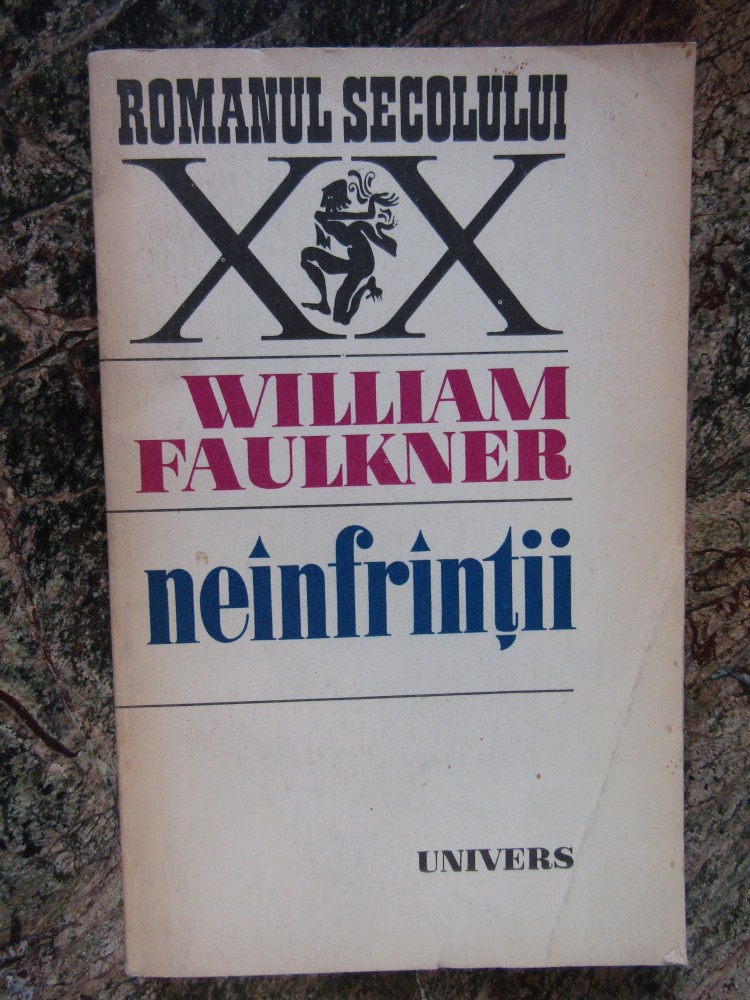 ROMANUL SECOLULUI
XX
WILLIAM
FAULKNER
neînfrînții
UNIVERS